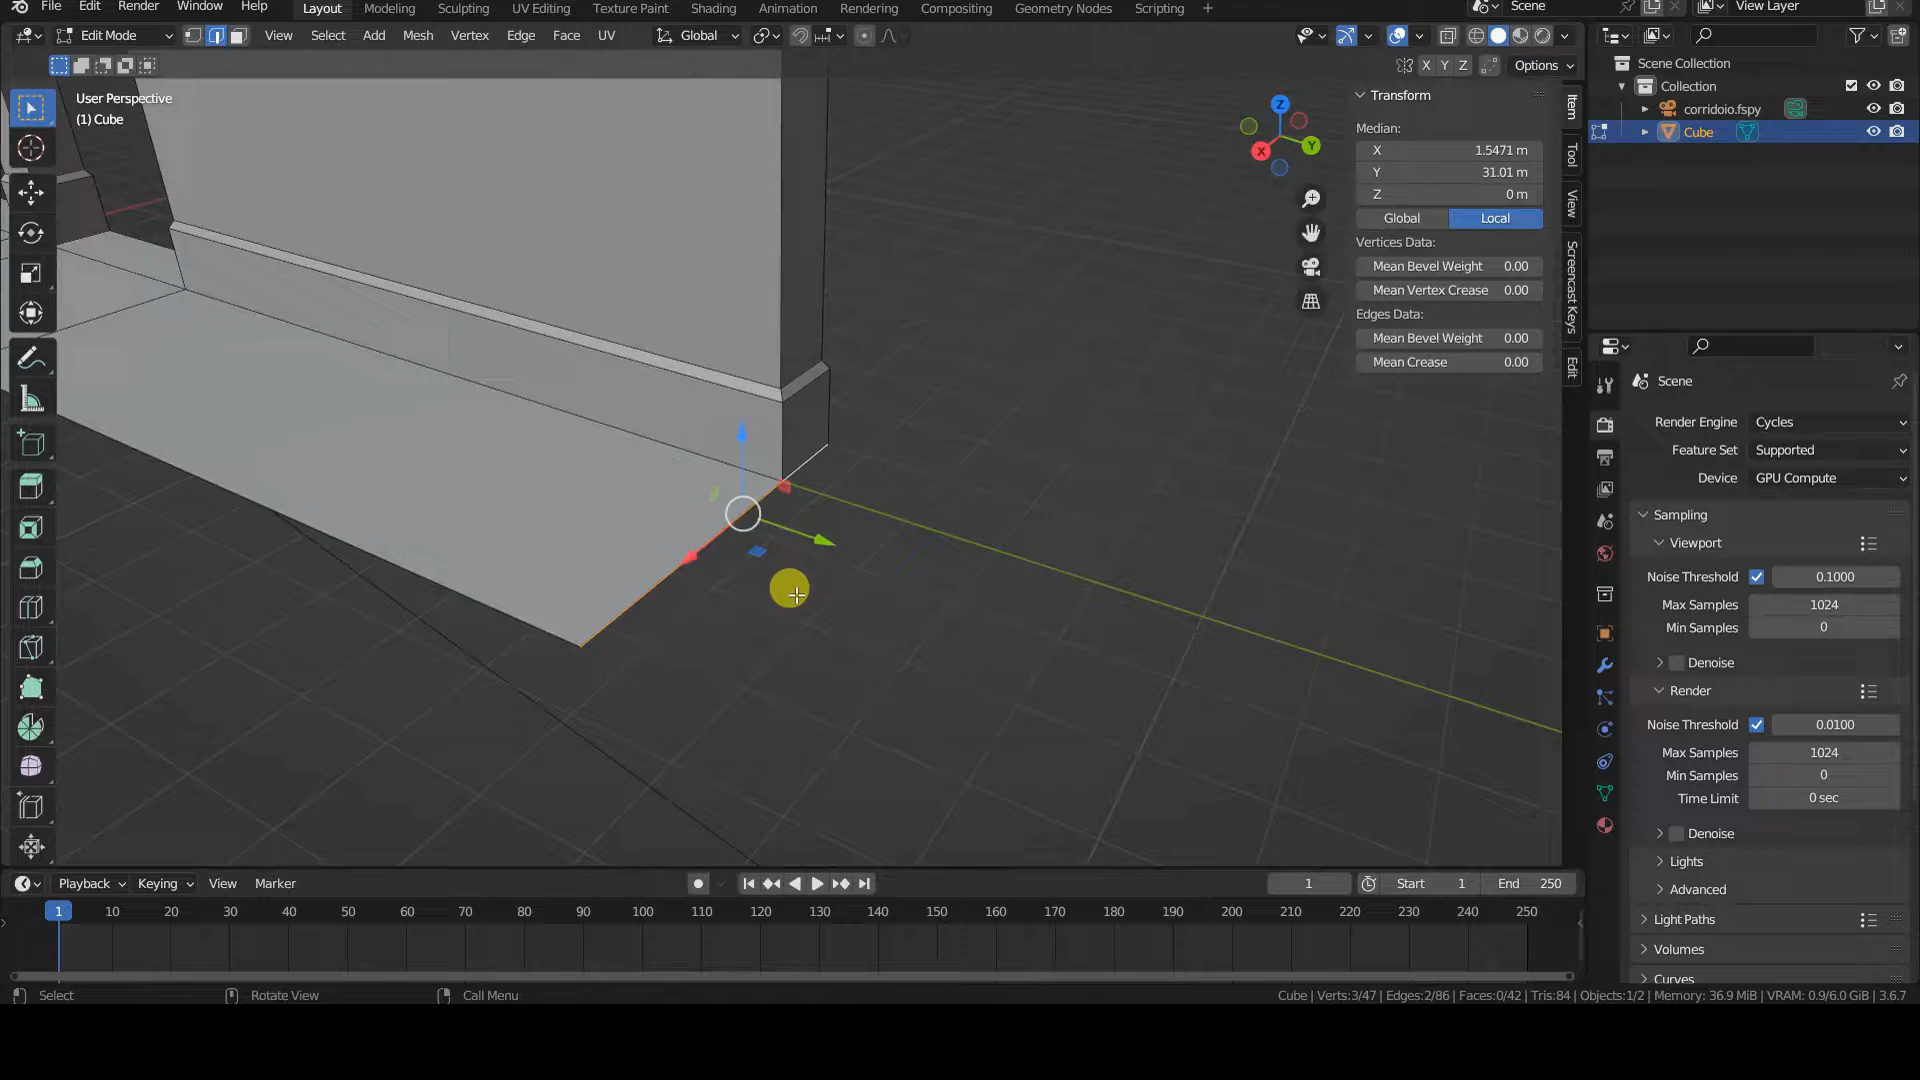 File Edit Render Window Help Layout Modeling Sculpting UV Editing Texture Paint Shading Animation Rendering Compositing Geometry Nodes Scripting + Scene View Layer
Edit Mode View Select Add Mesh Vertex Edge Face UV Global
X Y Z Options
User Perspective
(1) Cube
Z
Y
X
Transform
Median:
X 1.5471 m
Y 31.01 m
Z 0 m
Global Local
Vertices Data:
Mean Bevel Weight 0.00
Mean Vertex Crease 0.00
Edges Data:
Mean Bevel Weight 0.00
Mean Crease 0.00
Item
Tool
View
Screencast Keys
Edit
Scene Collection
Collection
corridoio.fspy
Cube
Scene
Render Engine Cycles
Feature Set Supported
Device GPU Compute
Sampling
Viewport
Noise Threshold 0.1000
Max Samples 1024
Min Samples 0
Denoise
Render
Noise Threshold 0.0100
Max Samples 1024
Min Samples 0
Time Limit 0 sec
Denoise
Lights
Advanced
Light Paths
Volumes
Curves
Playback Keying View Marker 1 Start 1 End 250
1 10 20 30 40 50 60 70 80 90 100 110 120 130 140 150 160 170 180 190 200 210 220 230 240 250
Select Rotate View Call Menu Cube | Verts:3/47 | Edges:2/86 | Faces:0/42 | Tris:84 | Objects:1/2 | Memory: 36.9 MiB | VRAM: 0.9/6.0 GiB | 3.6.7